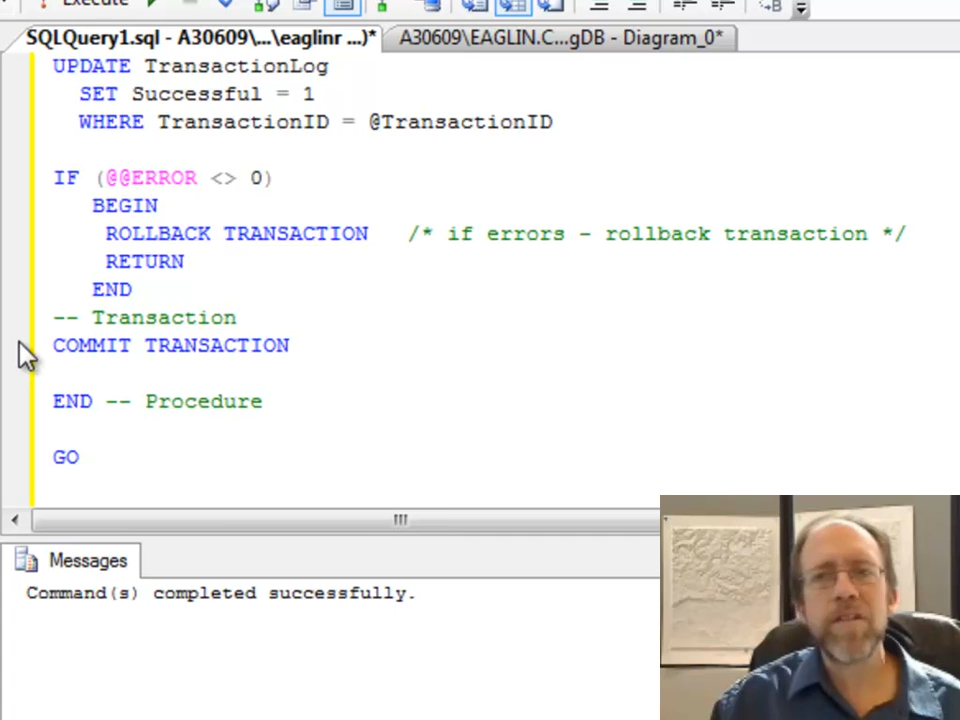 Execute
SQLQuery1.sql - A30609\...\eaglinr ...)*
A30609\EAGLIN.C...gDB - Diagram_0*
UPDATE TransactionLog
SET Successful = 1
WHERE TransactionID = @TransactionID
IF (@@ERROR <> 0)
BEGIN
ROLLBACK TRANSACTION /* if errors - rollback transaction */
RETURN
END
-- Transaction
COMMIT TRANSACTION
END -- Procedure
GO
Messages
Command(s) completed successfully.